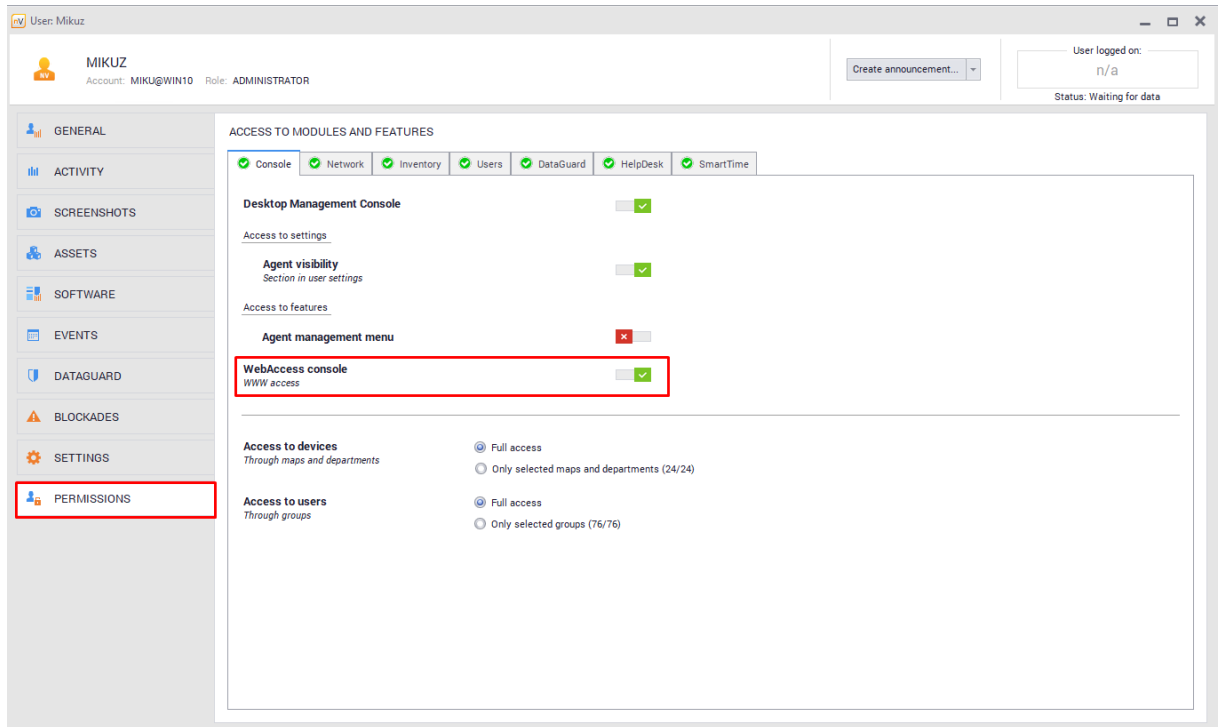 nV User: Mikuz
MIKUZ
Account: MIKU@WIN10 Role: ADMINISTRATOR
NV
Create announcement...
User logged on:
n/a
Status: Waiting for data
GENERAL
ACTIVITY
SCREENSHOTS
ASSETS
SOFTWARE
EVENTS
DATAGUARD
BLOCKADES
SETTINGS
PERMISSIONS
ACCESS TO MODULES AND FEATURES
Console Network Inventory Users DataGuard HelpDesk SmartTime
Desktop Management Console
Access to settings
Agent visibility
Section in user settings
Access to features
Agent management menu
WebAccess console
WWW access
Access to devices
Through maps and departments
Full access
Only selected maps and departments (24/24)
Access to users
Through groups
Full access
Only selected groups (76/76)